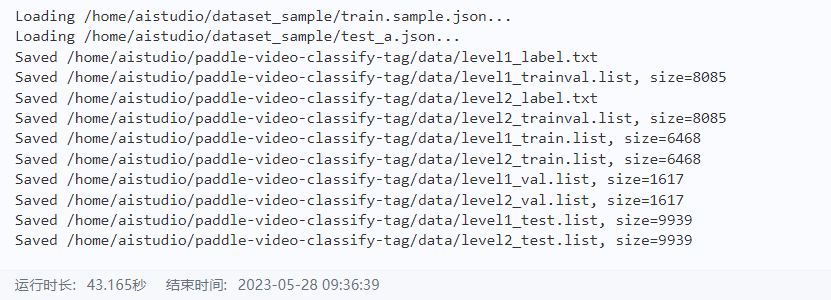 Loading /home/aistudio/dataset_sample/train.sample.json...
Loading /home/aistudio/dataset_sample/test_a.json...
Saved /home/aistudio/paddle-video-classify-tag/data/level1_label.txt
Saved /home/aistudio/paddle-video-classify-tag/data/level1_trainval.list, size=8085
Saved /home/aistudio/paddle-video-classify-tag/data/level2_label.txt
Saved /home/aistudio/paddle-video-classify-tag/data/level2_trainval.list, size=8085
Saved /home/aistudio/paddle-video-classify-tag/data/level1_train.list, size=6468
Saved /home/aistudio/paddle-video-classify-tag/data/level2_train.list, size=6468
Saved /home/aistudio/paddle-video-classify-tag/data/level1_val.list, size=1617
Saved /home/aistudio/paddle-video-classify-tag/data/level2_val.list, size=1617
Saved /home/aistudio/paddle-video-classify-tag/data/level1_test.list, size=9939
Saved /home/aistudio/paddle-video-classify-tag/data/level2_test.list, size=9939
运行时长: 43.165秒 结束时间: 2023-05-28 09:36:39